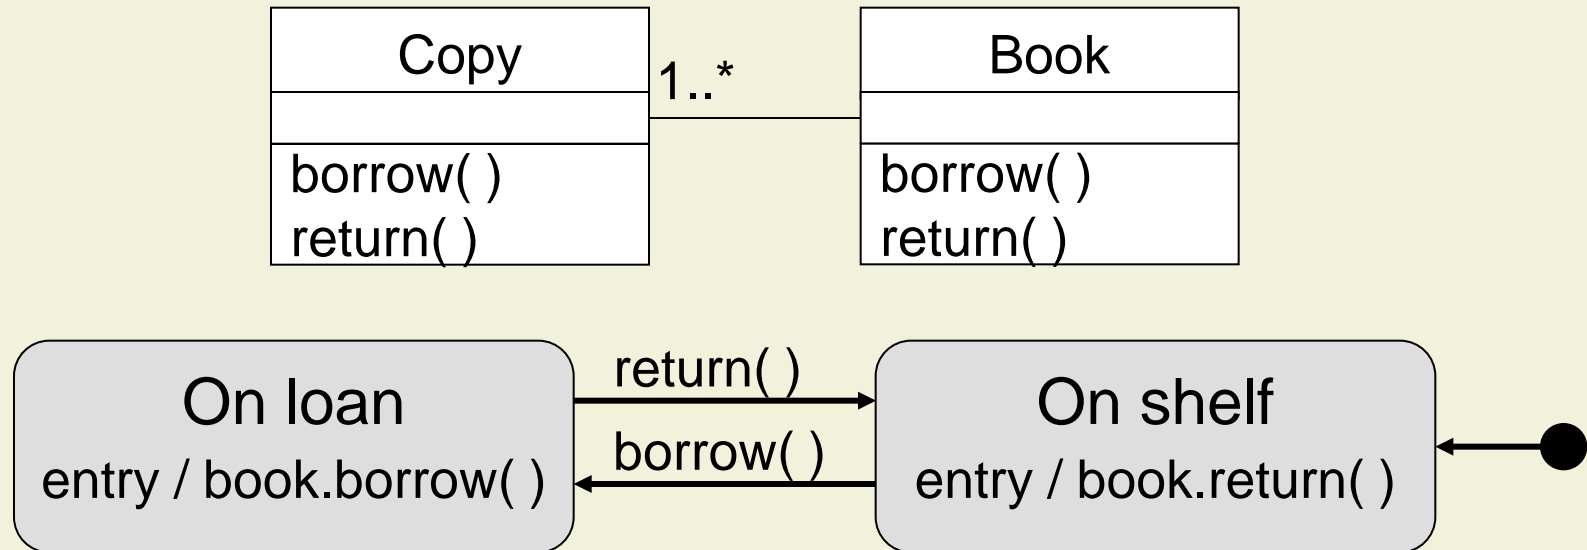 Copy
1..*
Book
borrow( )
return( )
borrow( )
return( )
On loan
entry / book.borrow( )
return( )
borrow( )
On shelf
entry / book.return( )